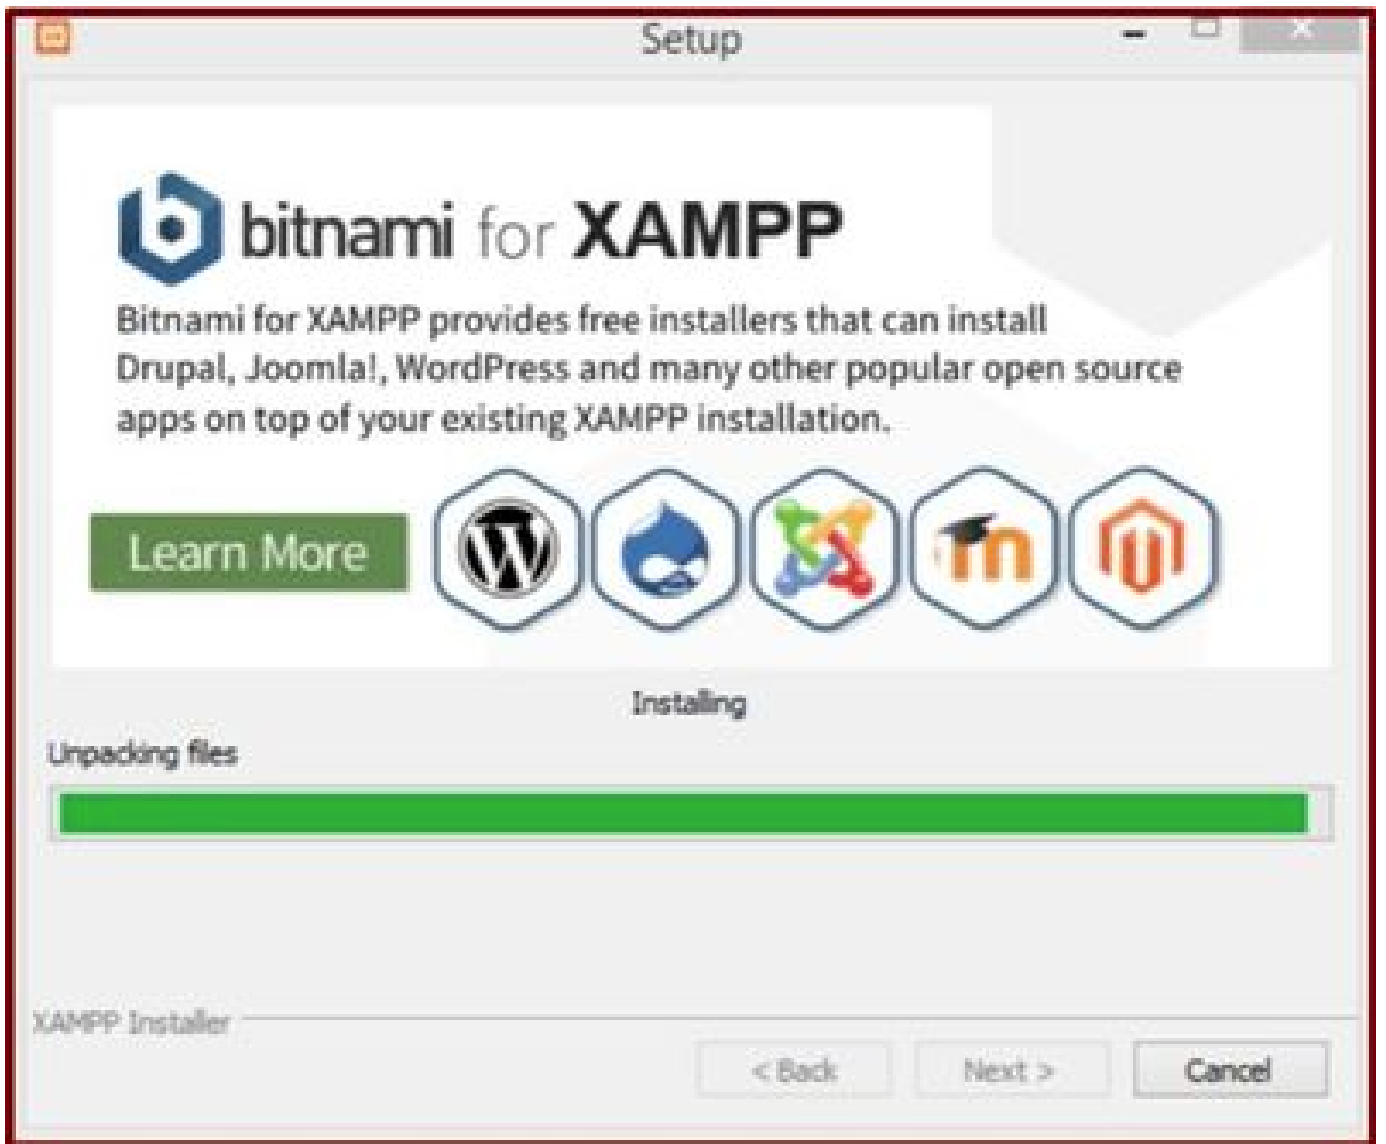 Setup
bitnami for XAMPP
Bitnami for XAMPP provides free installers that can install
Drupal, Joomla!, WordPress and many other popular open source
apps on top of your existing XAMPP installation.
Learn More
Installing
Unpacking files
XAMPP Installer
< Back Next > Cancel